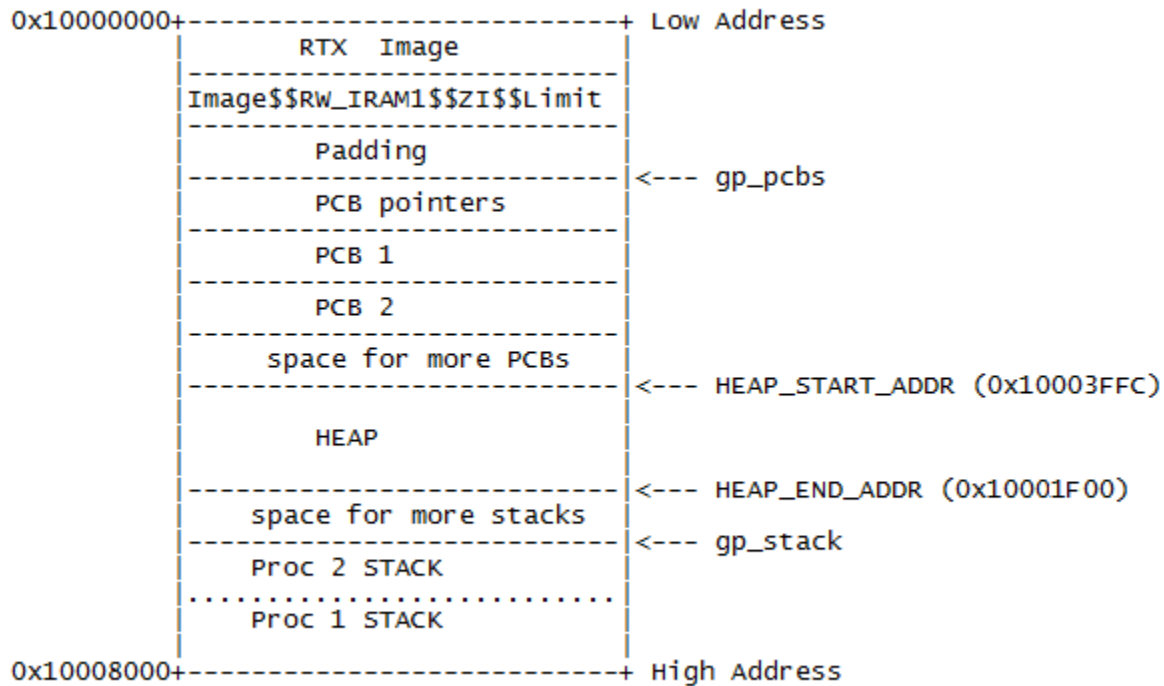 0x10000000+---------------------------+ Low Address
| RTX  Image |
|---------------------------|
|Image$$RW_IRAM1$$ZI$$Limit |
|---------------------------|
| Padding |
|---------------------------|<--- gp_pcbs
| PCB pointers |
|---------------------------|
| PCB 1 |
|---------------------------|
| PCB 2 |
|---------------------------|
| space for more PCBs |
|---------------------------|<--- HEAP_START_ADDR (0x10003FFC)
| HEAP |
|---------------------------|<--- HEAP_END_ADDR (0x10001F00)
| space for more stacks |
|---------------------------|<--- gp_stack
| Proc 2 STACK |
|...........................|
| Proc 1 STACK |
0x10008000+---------------------------+ High Address